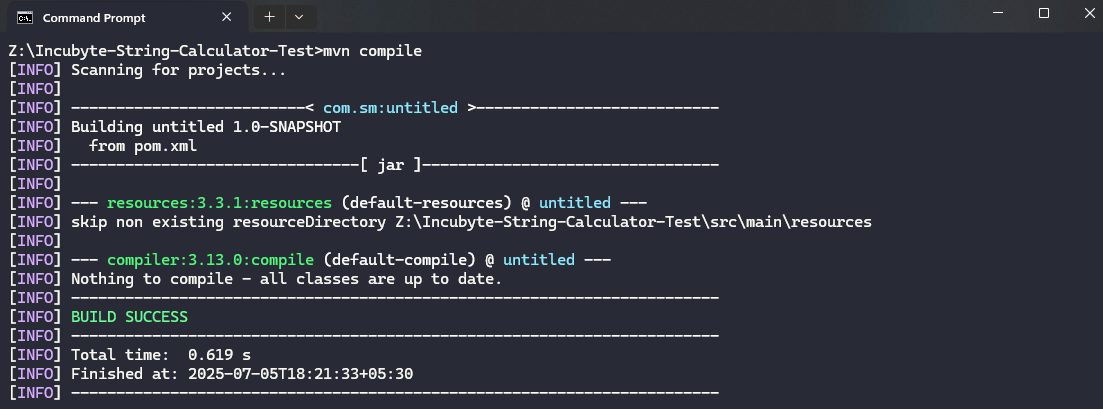 Command Prompt
Z:\Incubyte-String-Calculator-Test>mvn compile
[INFO] Scanning for projects...
[INFO]
[INFO] --------------------------< com.sm:untitled >---------------------------
[INFO] Building untitled 1.0-SNAPSHOT
[INFO]   from pom.xml
[INFO] --------------------------------[ jar ]---------------------------------
[INFO]
[INFO] --- resources:3.3.1:resources (default-resources) @ untitled ---
[INFO] skip non existing resourceDirectory Z:\Incubyte-String-Calculator-Test\src\main\resources
[INFO]
[INFO] --- compiler:3.13.0:compile (default-compile) @ untitled ---
[INFO] Nothing to compile - all classes are up to date.
[INFO] ------------------------------------------------------------------------
[INFO] BUILD SUCCESS
[INFO] ------------------------------------------------------------------------
[INFO] Total time:  0.619 s
[INFO] Finished at: 2025-07-05T18:21:33+05:30
[INFO] ------------------------------------------------------------------------